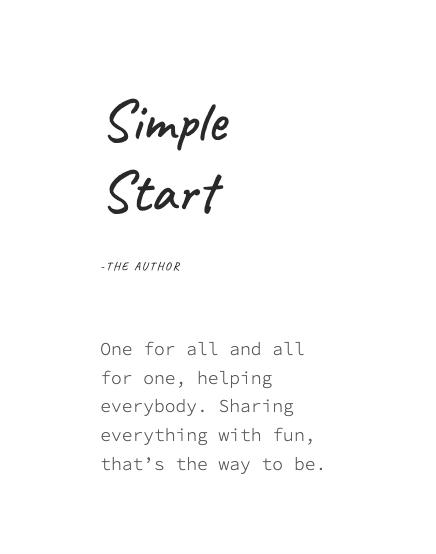 Simple
Start
-THE AUTHOR
One for all and all
for one, helping
everybody. Sharing
everything with fun,
that’s the way to be.